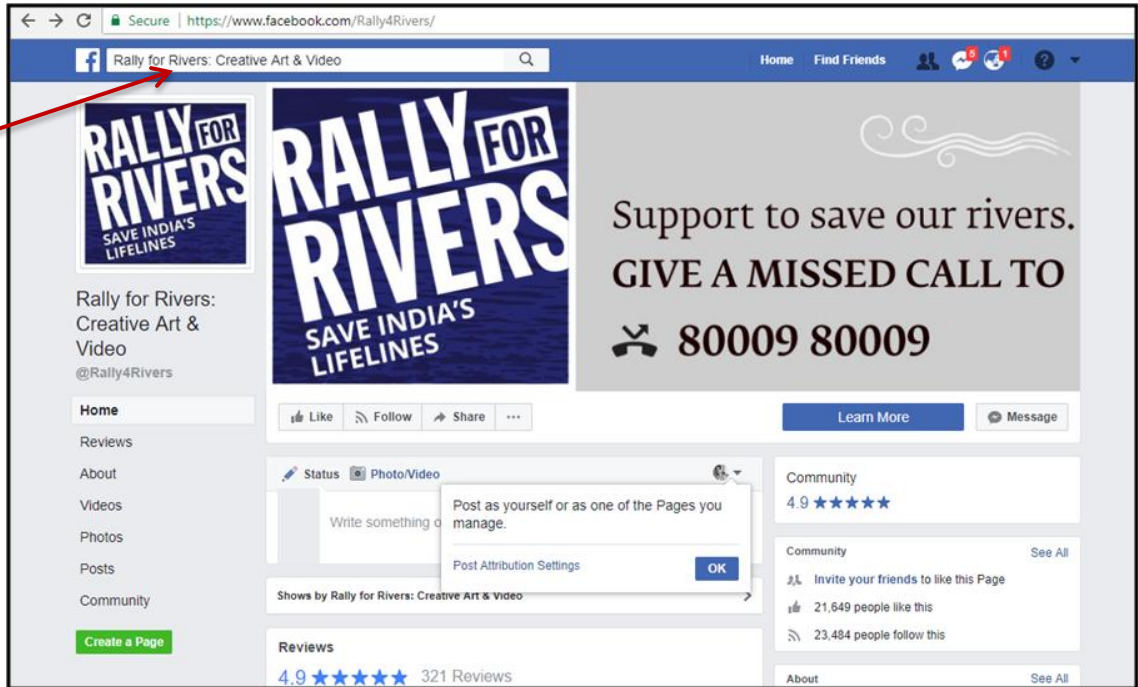 Secure | https://www.facebook.com/Rally4Rivers/
Rally for Rivers: Creative Art & Video
Home Find Friends 5 1
RALLY FOR
RIVERS
SAVE INDIA'S
LIFELINES
Rally for Rivers:
Creative Art &
Video
@Rally4Rivers
Home
Reviews
About
Videos
Photos
Posts
Community
Create a Page
RALLY FOR
RIVERS
SAVE INDIA'S
LIFELINES
Support to save our rivers.
GIVE A MISSED CALL TO
80009 80009
Like Follow Share ...
Learn More Message
Status Photo/Video
Write something o
Post as yourself or as one of the Pages you
manage.
Post Attribution Settings OK
Shows by Rally for Rivers: Creative Art & Video
Reviews
4.9 ★★★★★ 321 Reviews
Community
4.9 ★★★★★
Community See All
Invite your friends to like this Page
21,649 people like this
23,484 people follow this
About See All